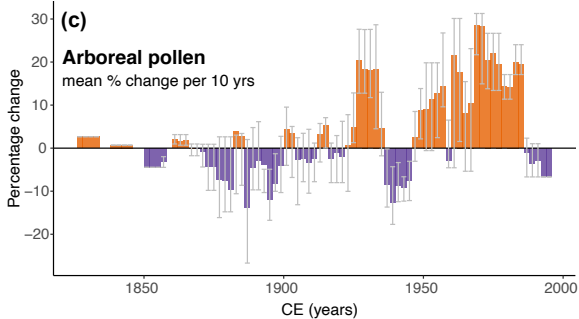 (c)
Arboreal pollen
mean % change per 10 yrs
Percentage change
30
20
10
0
−10
−20
1850
1900
1950
2000
CE (years)